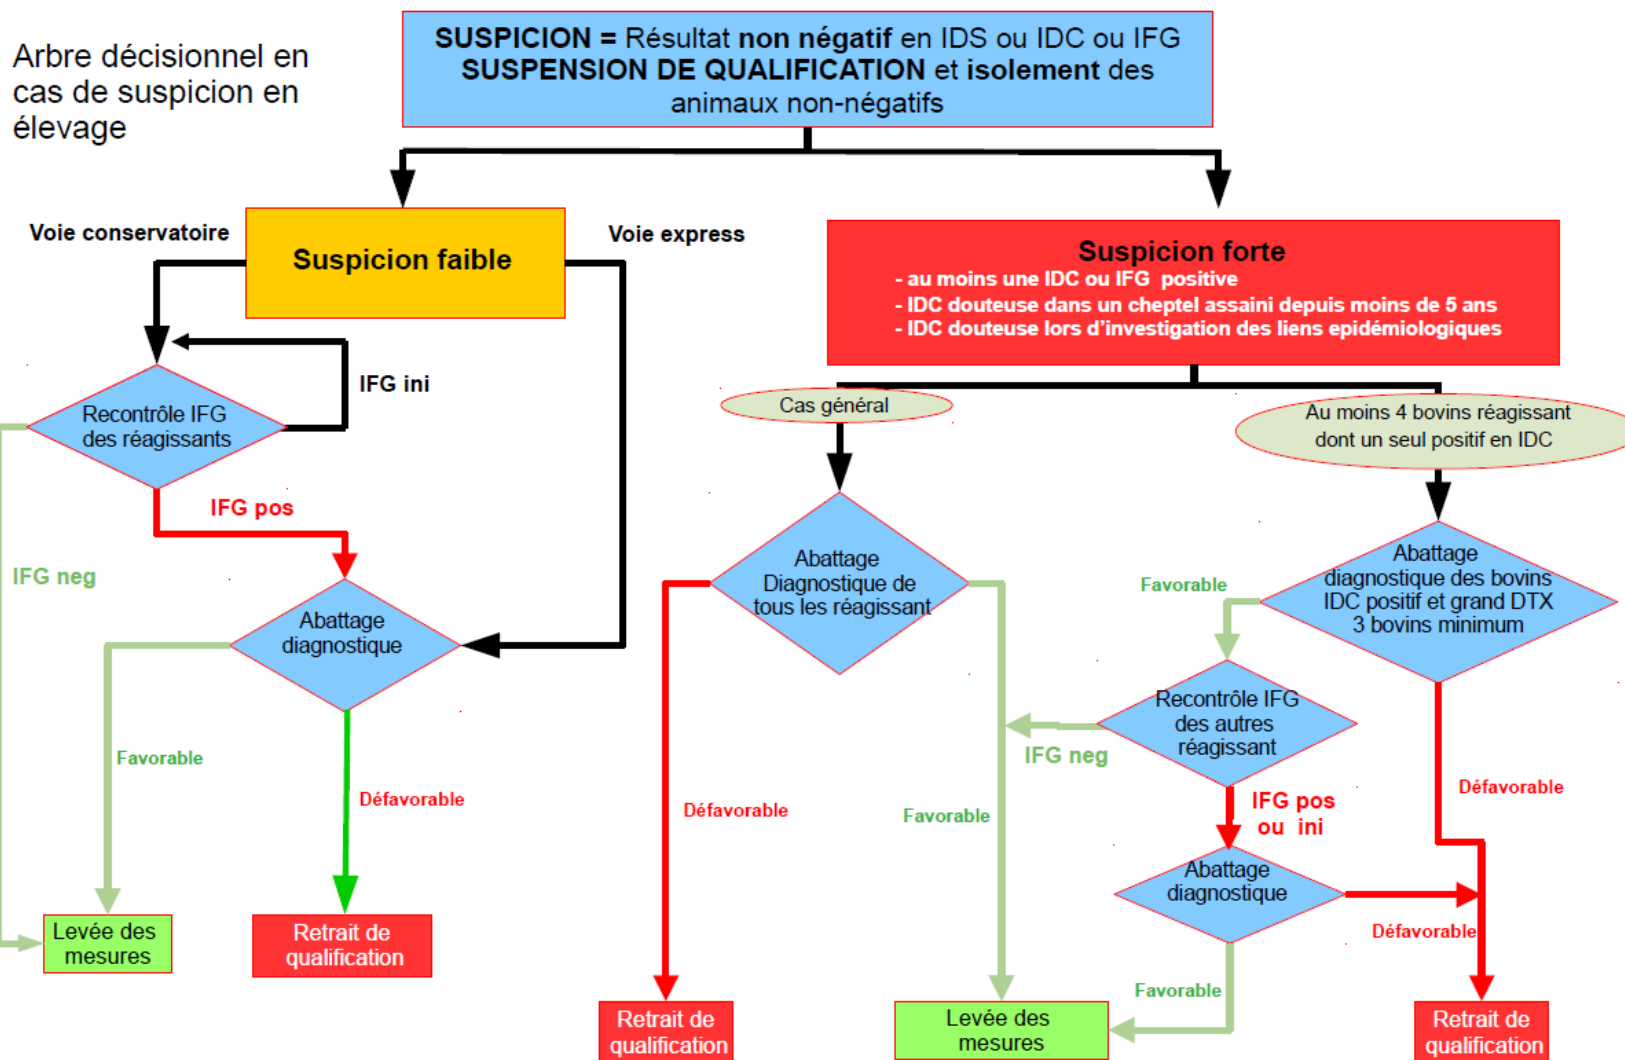 Arbre décisionnel en
cas de suspicion en
élevage
SUSPICION = Résultat non négatif en IDS ou IDC ou IFG
SUSPENSION DE QUALIFICATION et isolement des
animaux non-négatifs
Voie conservatoire
Suspicion faible
Voie express
Suspicion forte
- au moins une IDC ou IFG  positive
- IDC douteuse dans un cheptel assaini depuis moins de 5 ans
- IDC douteuse lors d'investigation des liens epidémiologiques
IFG ini
Recontrôle IFG
des réagissants
Cas général
Au moins 4 bovins réagissant
dont un seul positif en IDC
IFG pos
IFG neg
Abattage
Diagnostique de
tous les réagissant
Favorable
Abattage
diagnostique des bovins
IDC positif et grand DTX
3 bovins minimum
Abattage
diagnostique
Recontrôle IFG
des autres
réagissant
IFG neg
Favorable
Défavorable
Défavorable
Favorable
IFG pos
ou  ini
Défavorable
Abattage
diagnostique
Défavorable
Levée des
mesures
Retrait de
qualification
Favorable
Retrait de
qualification
Levée des
mesures
Retrait de
qualification